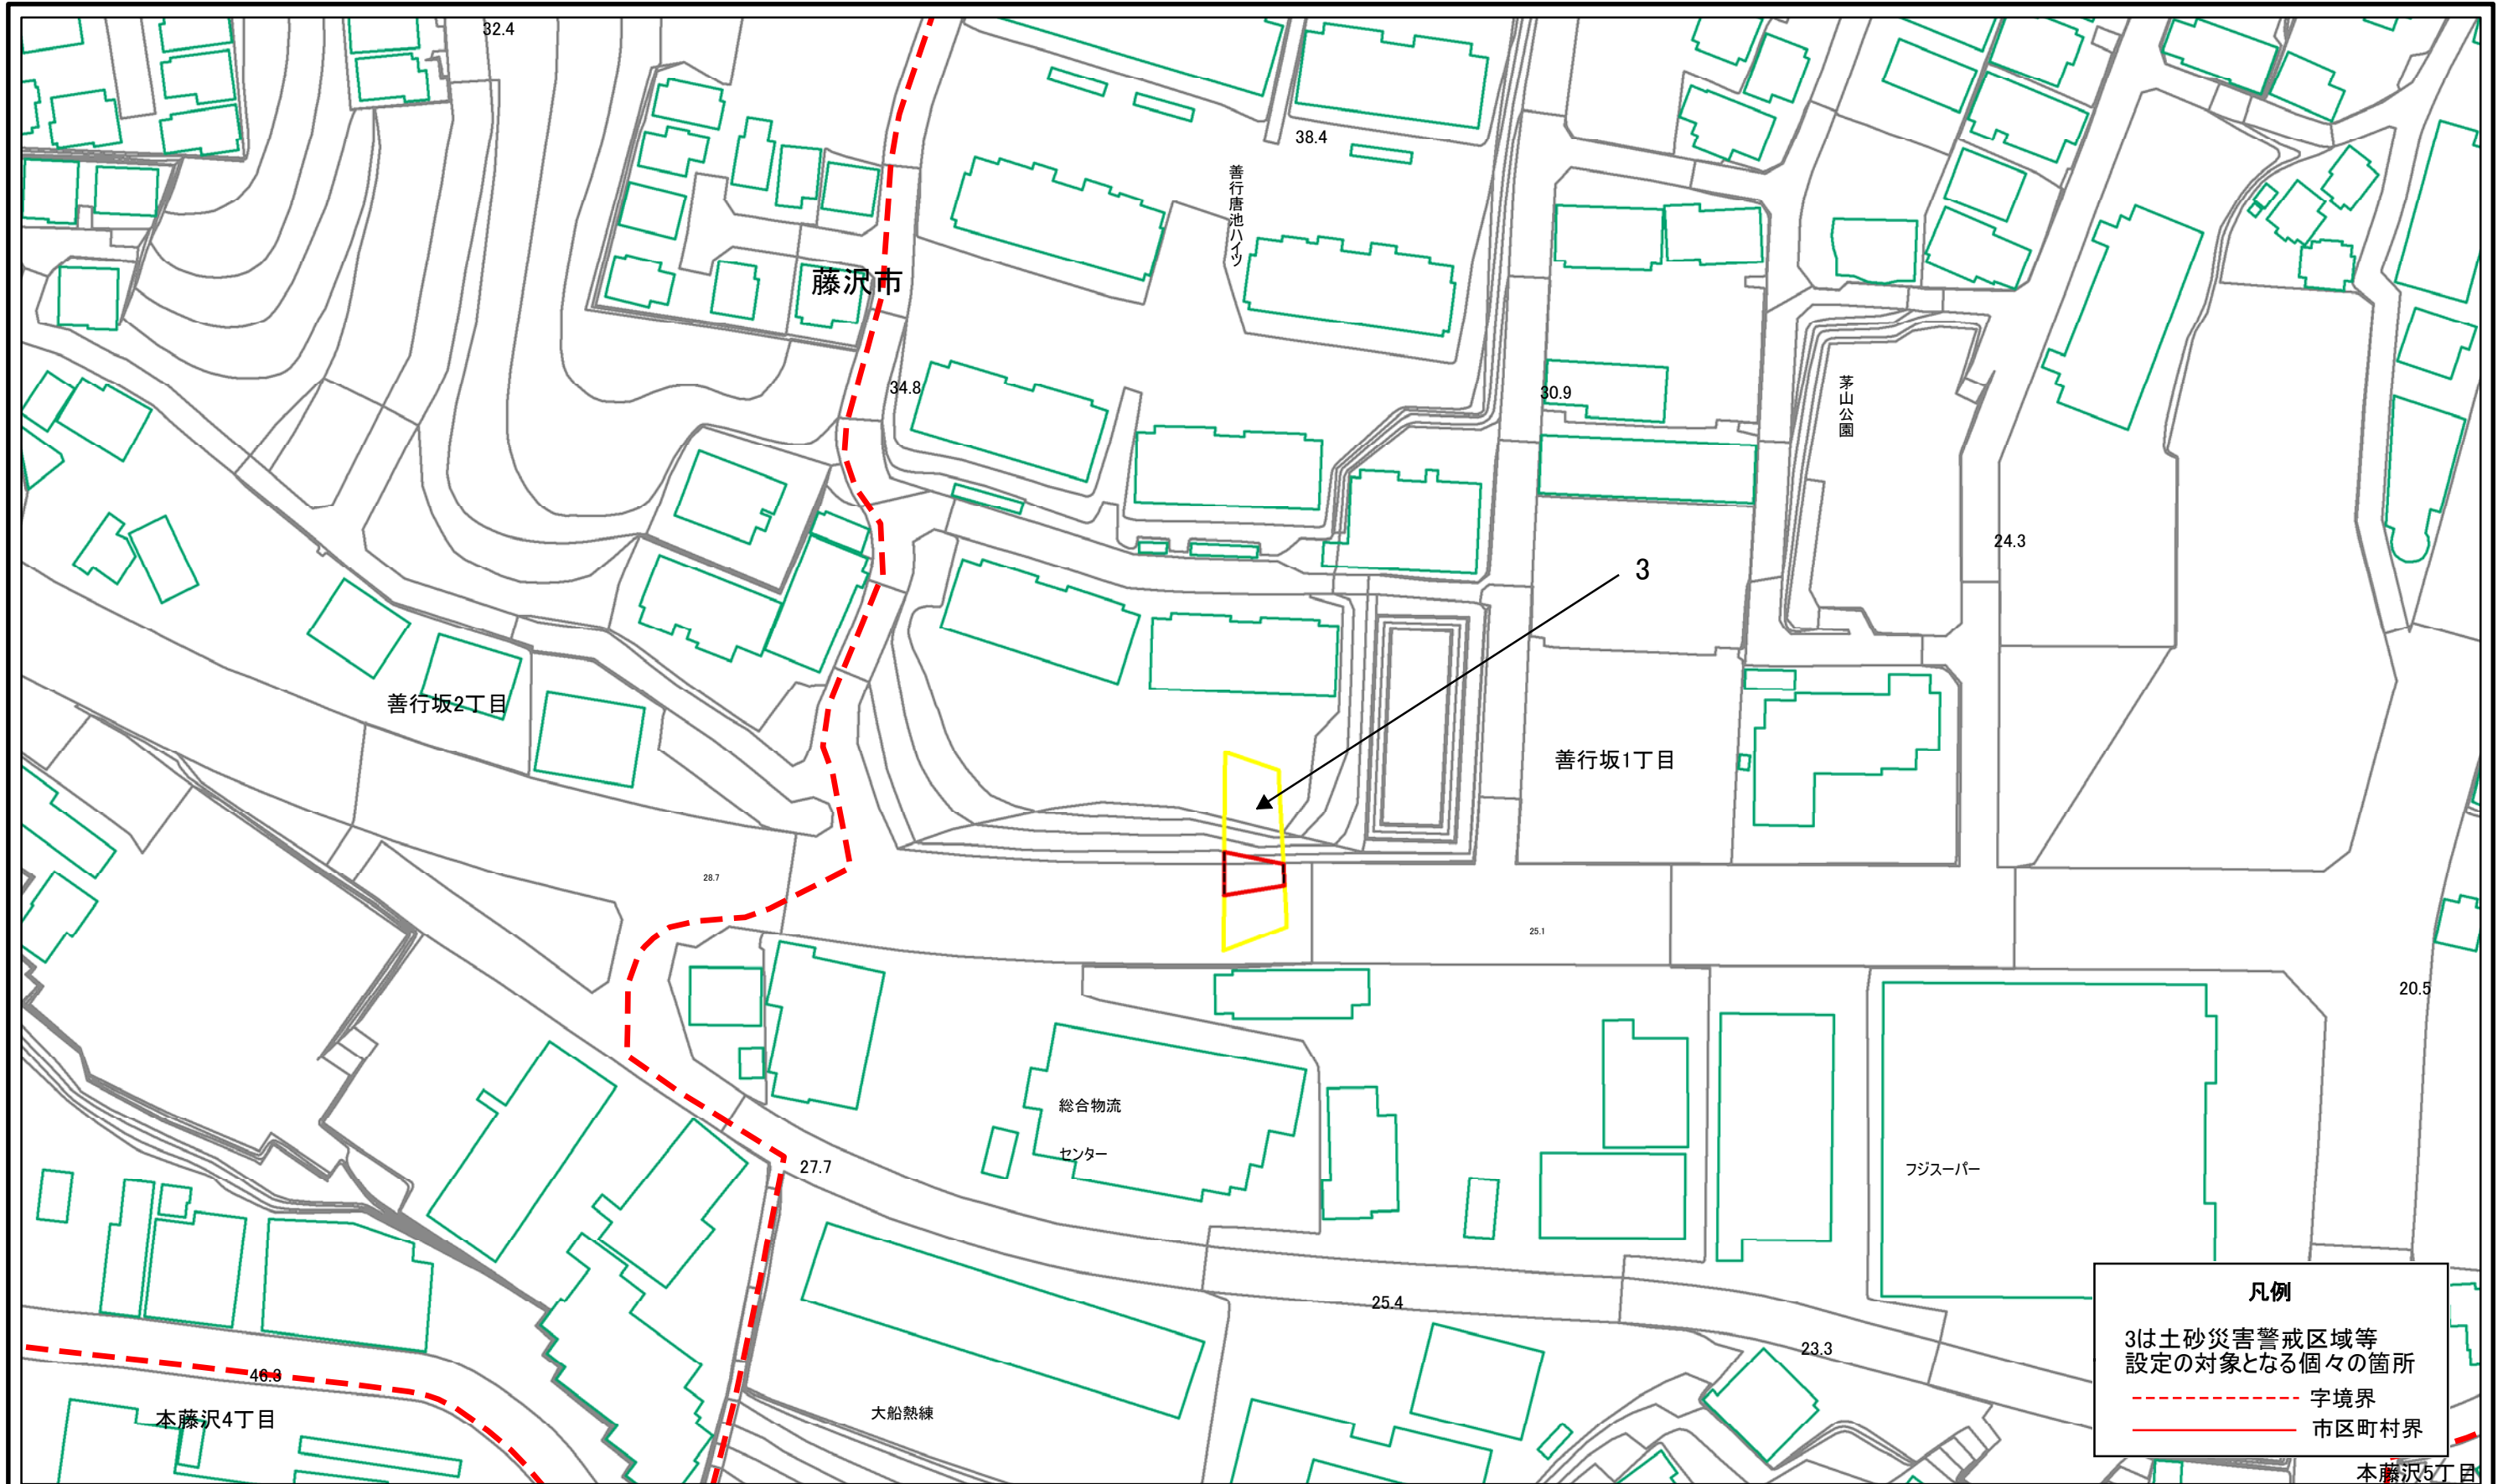 32.4
38.4
善行唐池ハイツ
藤沢市
34.8
30.9
茅山公園
24.3
3
善行坂2丁目
善行坂1丁目
28.7
25.1
20.5
総合物流
センター
27.7
フジスーパー
25.4
23.3
46.3
本藤沢4丁目
大船熱練
凡例
3は土砂災害警戒区域等
設定の対象となる個々の箇所
字境界
市区町村界
本藤沢5丁目